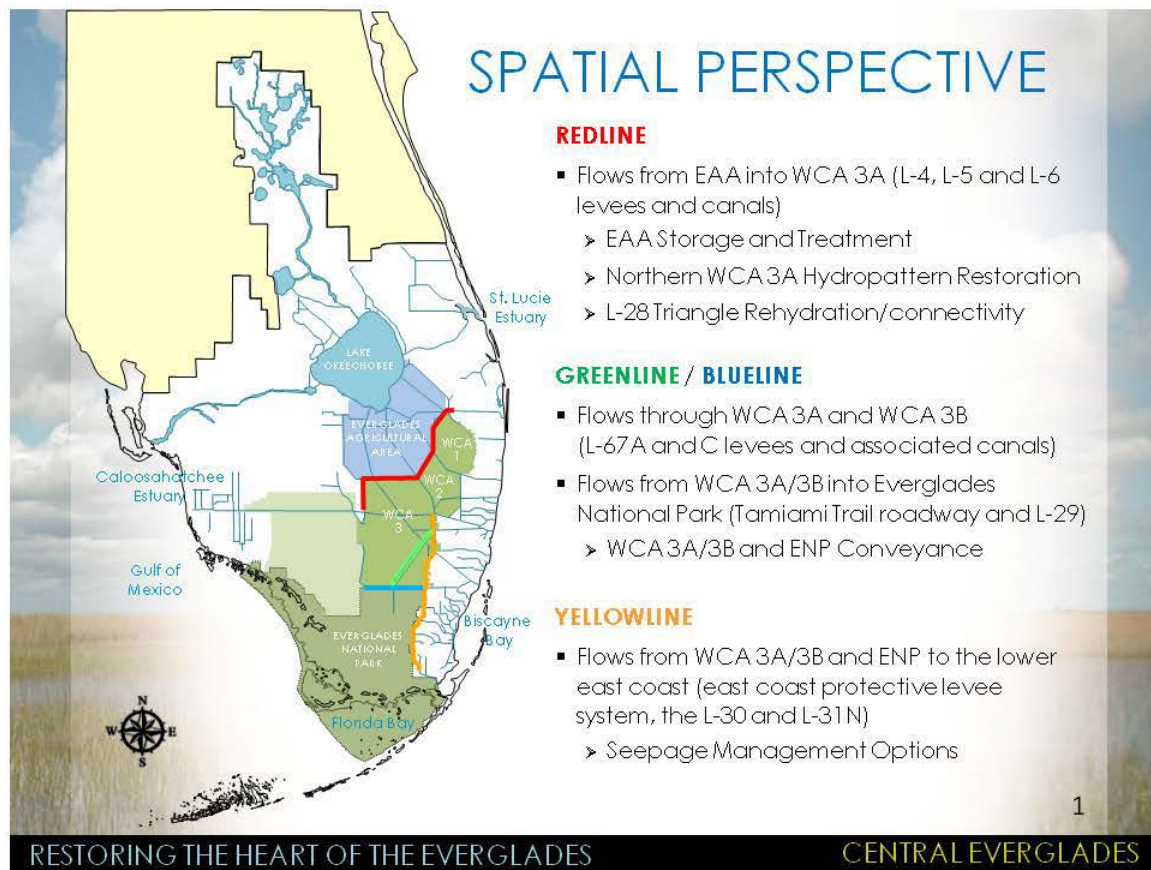 SPATIAL PERSPECTIVE
REDLINE
▪ Flows from EAA into WCA 3A (L-4, L-5 and L-6
levees and canals)
➢ EAA Storage and Treatment
➢ Northern WCA 3A Hydropattern Restoration
➢ L-28 Triangle Rehydration/connectivity
GREENLINE / BLUELINE
▪ Flows through WCA 3A and WCA 3B
(L-67A and C levees and associated canals)
▪ Flows from WCA 3A/3B into Everglades
National Park (Tamiami Trail roadway and L-29)
➢ WCA 3A/3B and ENP Conveyance
YELLOWLINE
▪ Flows from WCA 3A/3B and ENP to the lower
east coast (east coast protective levee
system, the L-30 and L-31N)
➢ Seepage Management Options
St. Lucie
Estuary
LAKE
OKEECHOBEE
EVERGLADES
AGRICULTURAL
AREA
WCA
1
WCA
2
WCA
3
Caloosahatchee
Estuary
Gulf of
Mexico
Biscayne
Bay
EVERGLADES
NATIONAL
PARK
Florida Bay
N
W
E
S
1
RESTORING THE HEART OF THE EVERGLADES
CENTRAL EVERGLADES